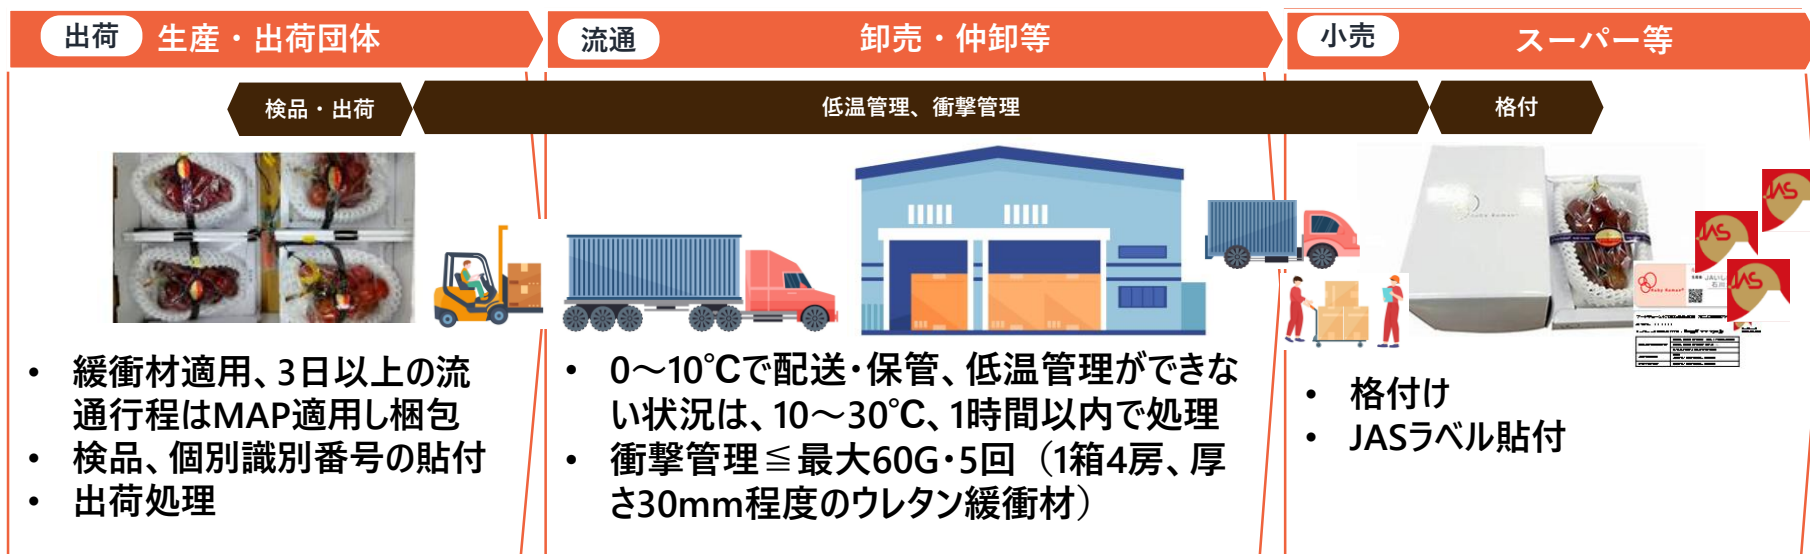 出荷 生産・出荷団体
流通 卸売・仲卸等
小売 スーパー等
検品・出荷
低温管理、衝撃管理
格付
JAS
JAS
JAS
• 緩衝材適用、3日以上の流
通行程はMAP適用し梱包
• 検品、個別識別番号の貼付
• 出荷処理
• 0～10℃で配送・保管、低温管理ができな
い状況は、10～30℃、1時間以内で処理
• 衝撃管理≦最大60G・5回（1箱4房、厚
さ30mm程度のウレタン緩衝材）
• 格付け
• JASラベル貼付